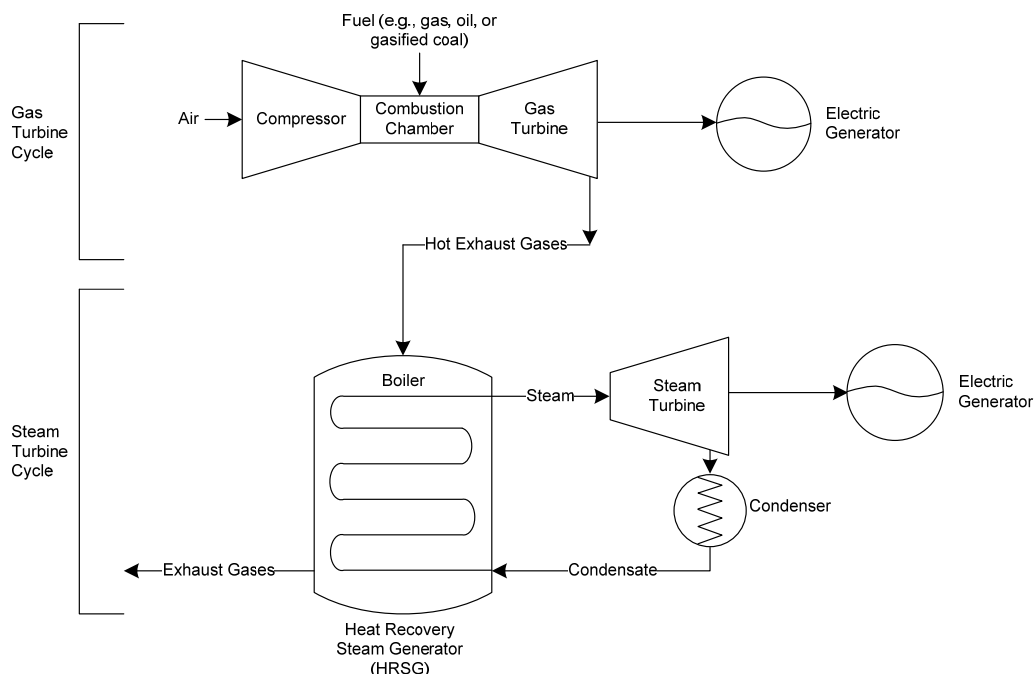 Fuel (e.g., gas, oil, or
gasified coal)
Gas
Turbine
Cycle
Air
Compressor
Combustion
Chamber
Gas
Turbine
Electric
Generator
Hot Exhaust Gases
Boiler
Steam
Steam
Turbine
Electric
Generator
Steam
Turbine
Cycle
Condenser
Exhaust Gases
Condensate
Heat Recovery
Steam Generator
(HRSG)